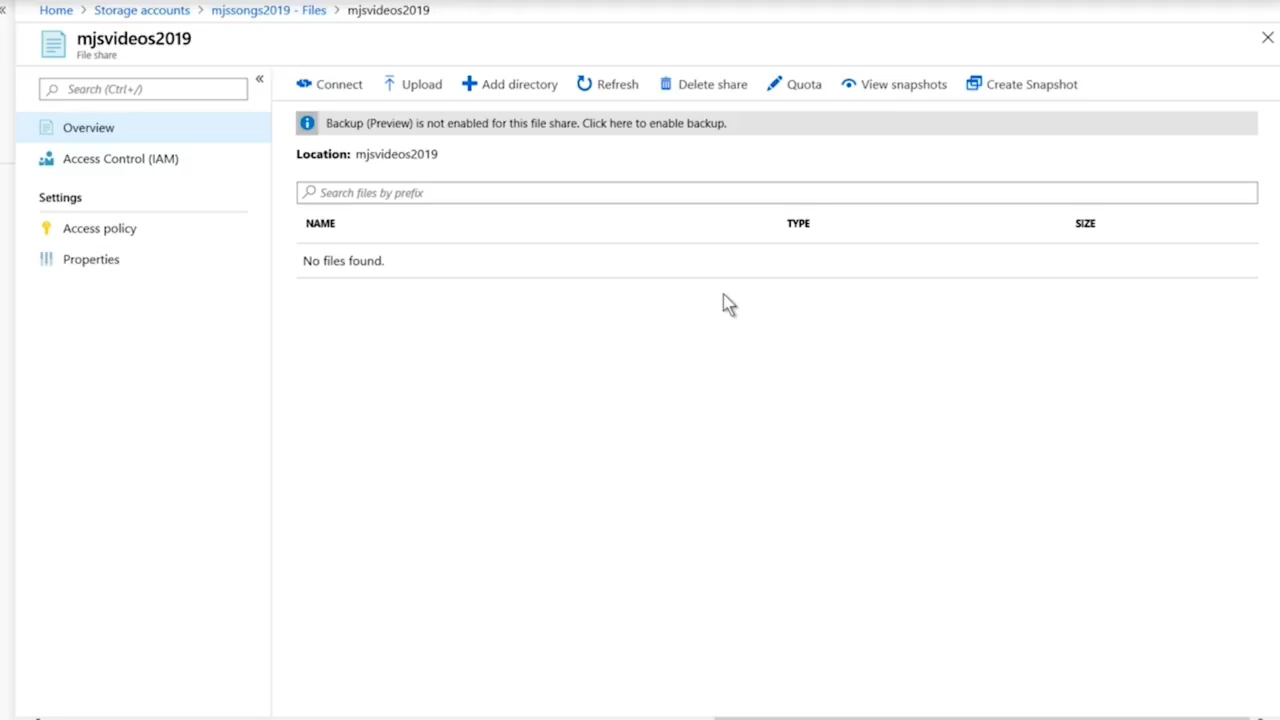 Home > Storage accounts > mjssongs2019 - Files > mjsvideos2019
mjsvideos2019
File share
Search (Ctrl+/)
Overview
Access Control (IAM)
Settings
Access policy
Properties
Connect Upload Add directory Refresh Delete share Quota View snapshots Create Snapshot
Backup (Preview) is not enabled for this file share. Click here to enable backup.
Location: mjsvideos2019
Search files by prefix
NAME TYPE SIZE
No files found.